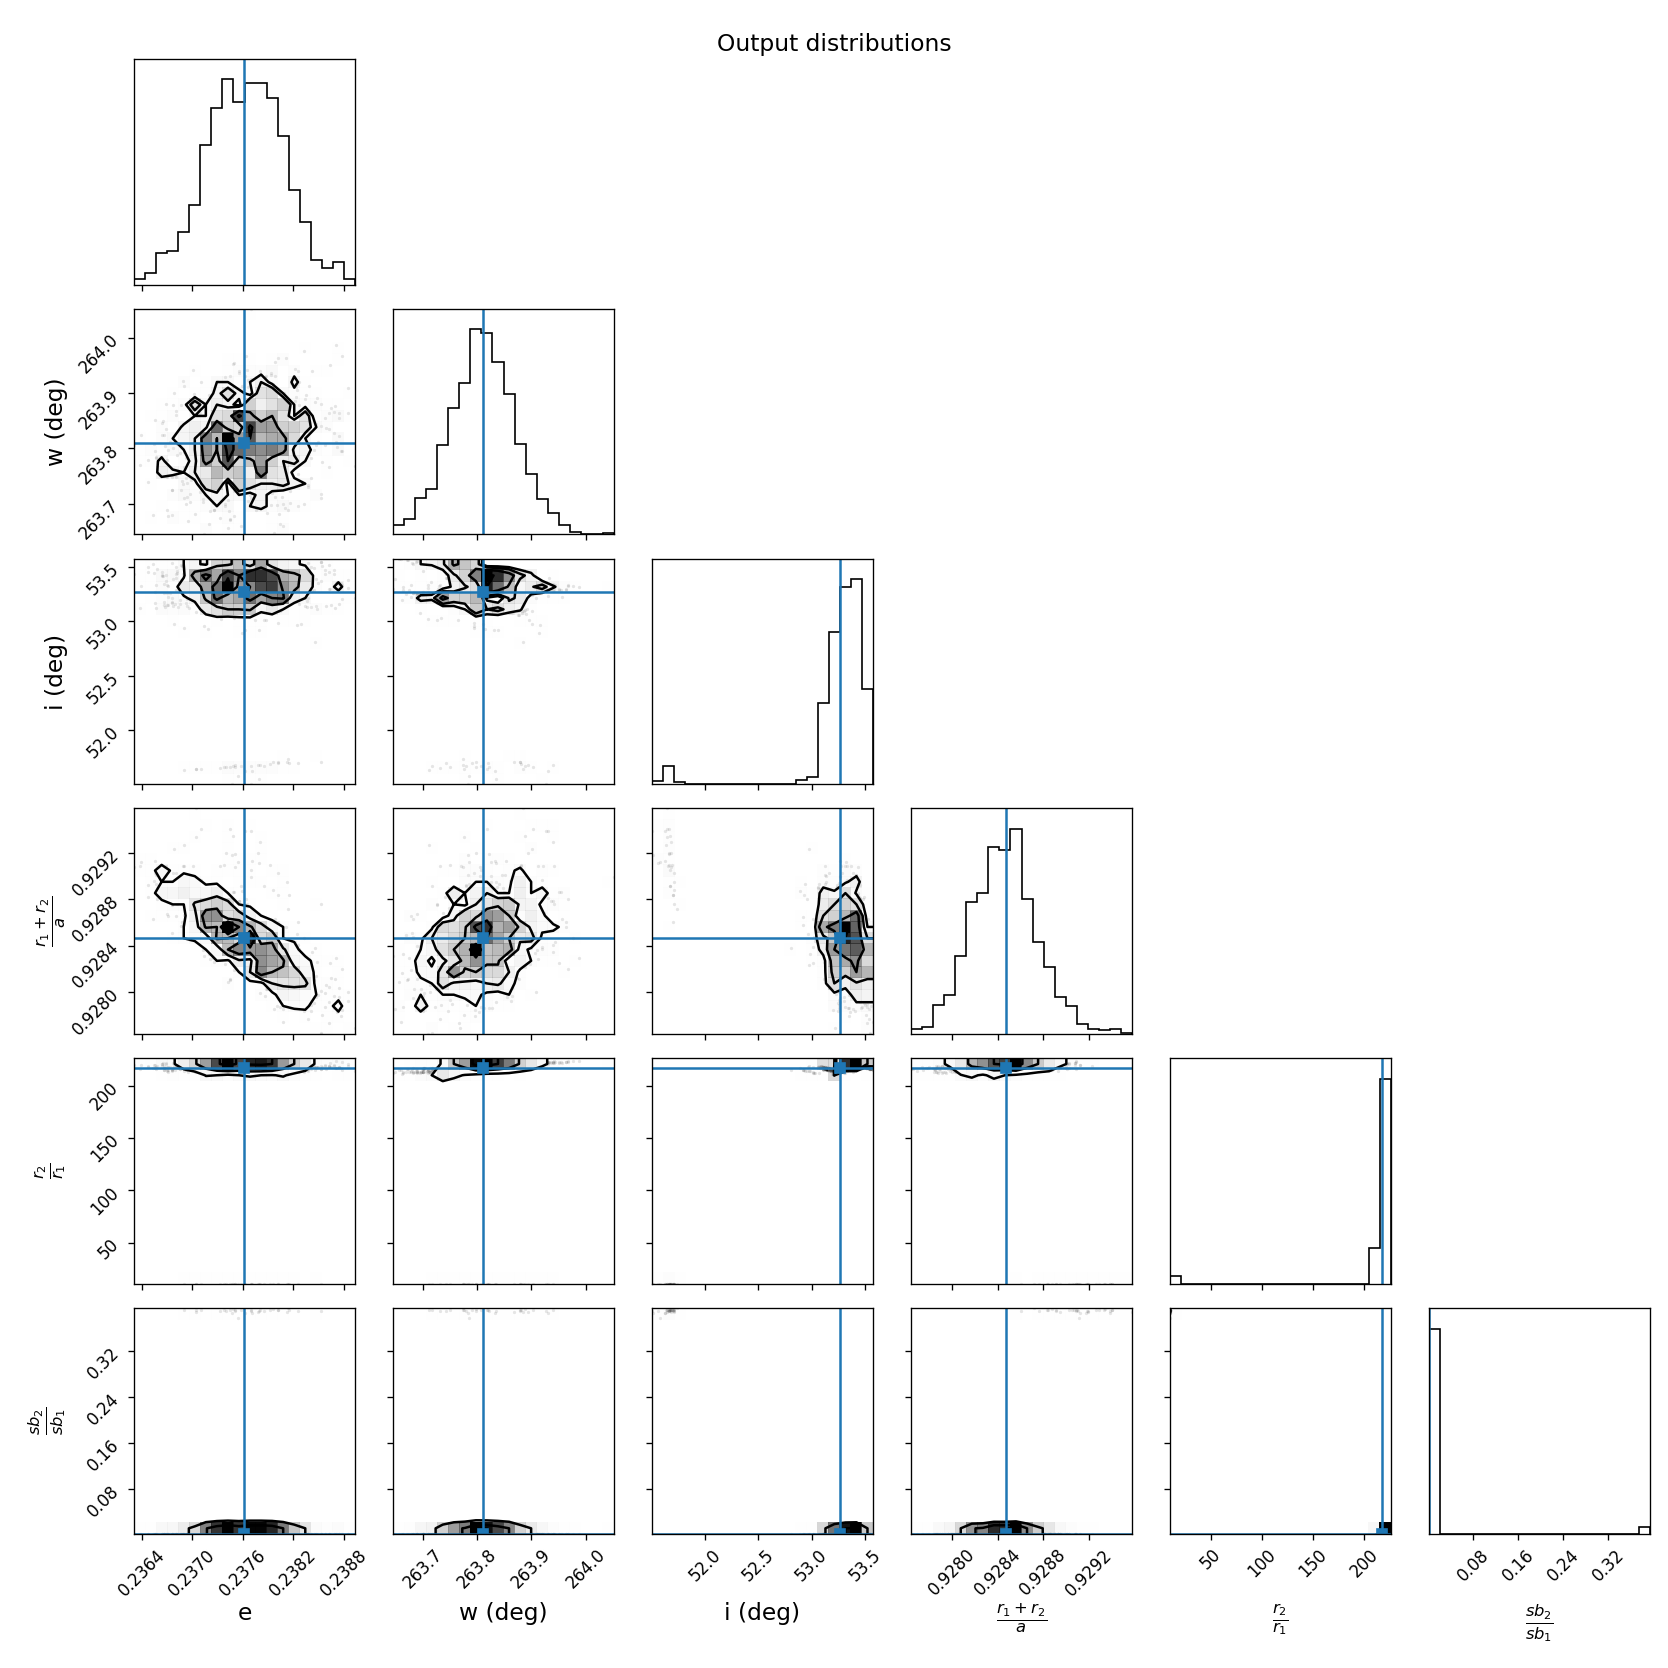 Output distributions
w (deg)
264.0
263.9
263.8
263.7
i (deg)
53.5
53.0
52.5
52.0
r₁ + r₂
a
0.9292
0.9288
0.9284
0.9280
r₂
r₁
200
150
100
50
sb₂
sb₁
0.32
0.24
0.16
0.08
0.2364 0.2370 0.2376 0.2382 0.2388 263.7 263.8 263.9 264.0 52.0 52.5 53.0 53.5 0.9280 0.9284 0.9288 0.9292 50 100 150 200 0.08 0.16 0.24 0.32
e w (deg) i (deg)
r₁ + r₂ r₂ sb₂
a r₁ sb₁